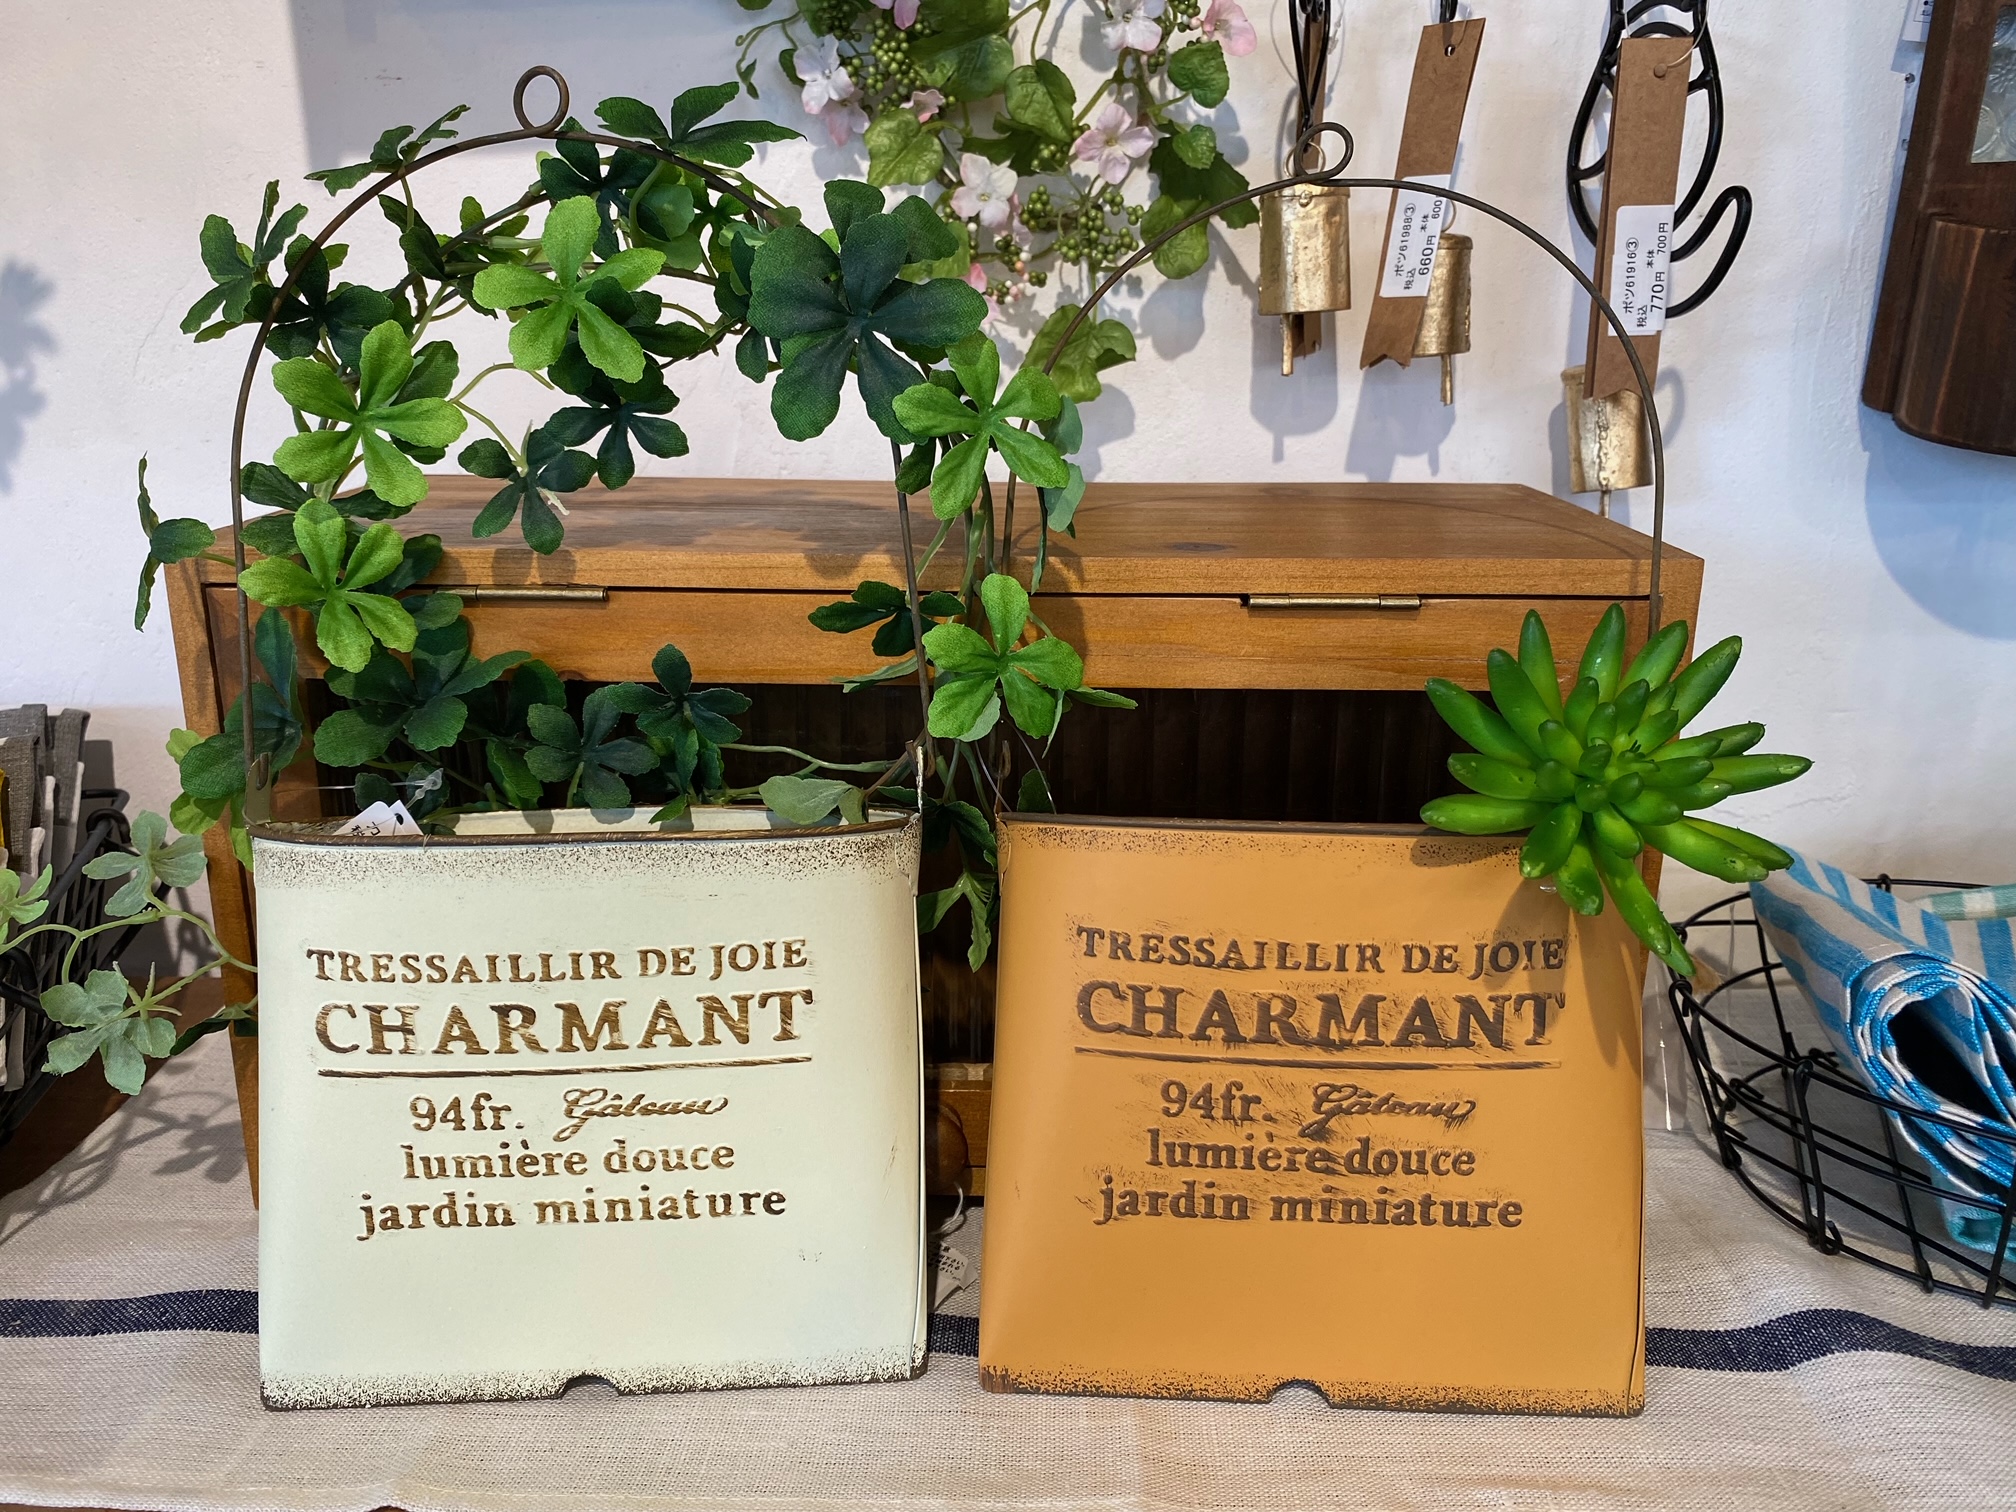 ポツ61988③
本体 600
税込 660円
ポツ61916③
本体 700円
税込 770円
TRESSAILLIR DE JOIE
CHARMANT
94fr. Gâteau
lumière douce
jardin miniature
TRESSAILLIR DE JOIE
CHARMANT
94fr. Gâteau
lumière douce
jardin miniature